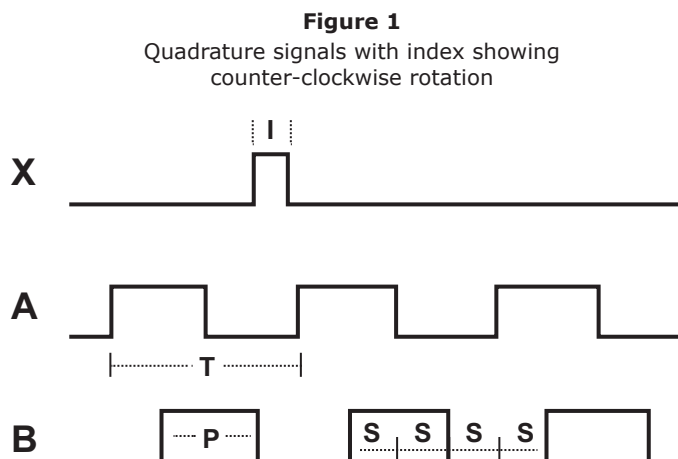 Figure 1
Quadrature signals with index showing
counter-clockwise rotation
I
X
A
T
B
P
S S S S